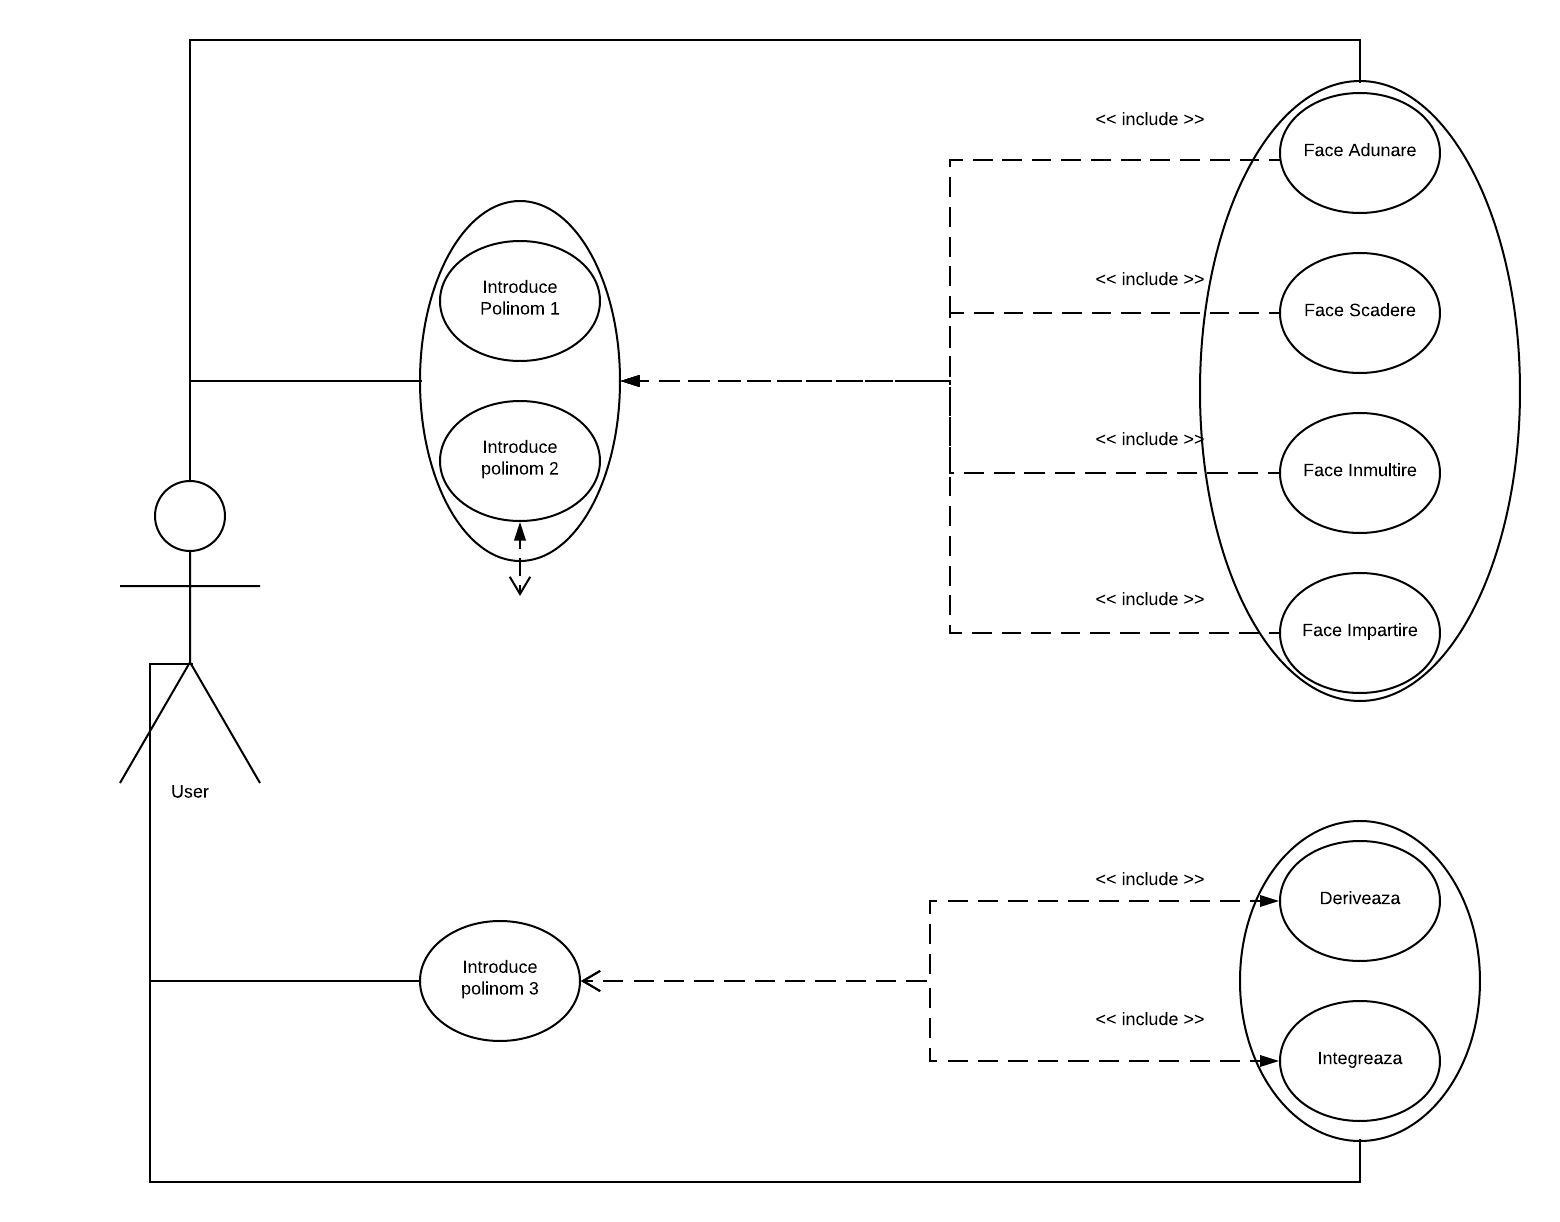 << include >>
Face Adunare
<< include >>
Introduce
Polinom 1
Face Scadere
<< include >>
Introduce
polinom 2
Face Inmultire
<< include >>
Face Impartire
User
<< include >>
Deriveaza
Introduce
polinom 3
<< include >>
Integreaza